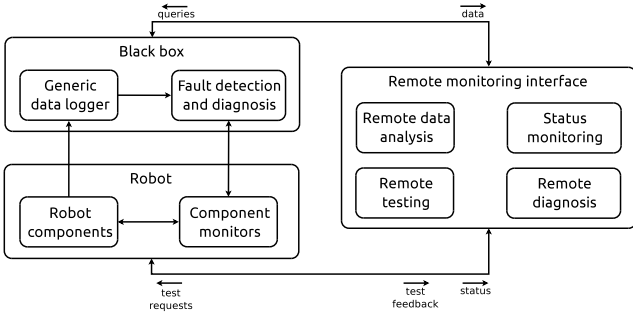 queries
data
Black box
Generic
data logger
Fault detection
and diagnosis
Remote monitoring interface
Remote data
analysis
Status
monitoring
Remote
testing
Remote
diagnosis
Robot
Robot
components
Component
monitors
test
requests
test
feedback
status